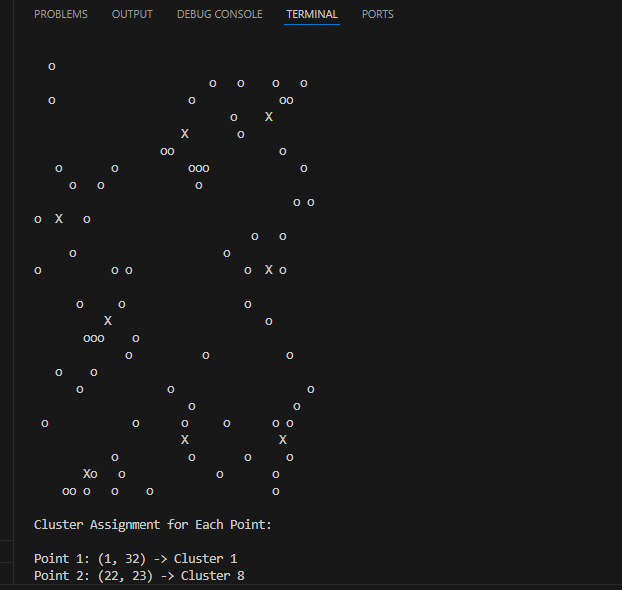 PROBLEMS OUTPUT DEBUG CONSOLE TERMINAL PORTS
o
o o o o
o o oo
o X
X o
oo o
o o ooo o
o o o
o o
o X o
o o
o o
o o o o X o
o o o
X o
ooo o
o o o
o o
o o o
o o
o o o o o o
X X
o o o o
Xo o o o
oo o o o o
Cluster Assignment for Each Point:
Point 1: (1, 32) -> Cluster 1
Point 2: (22, 23) -> Cluster 8